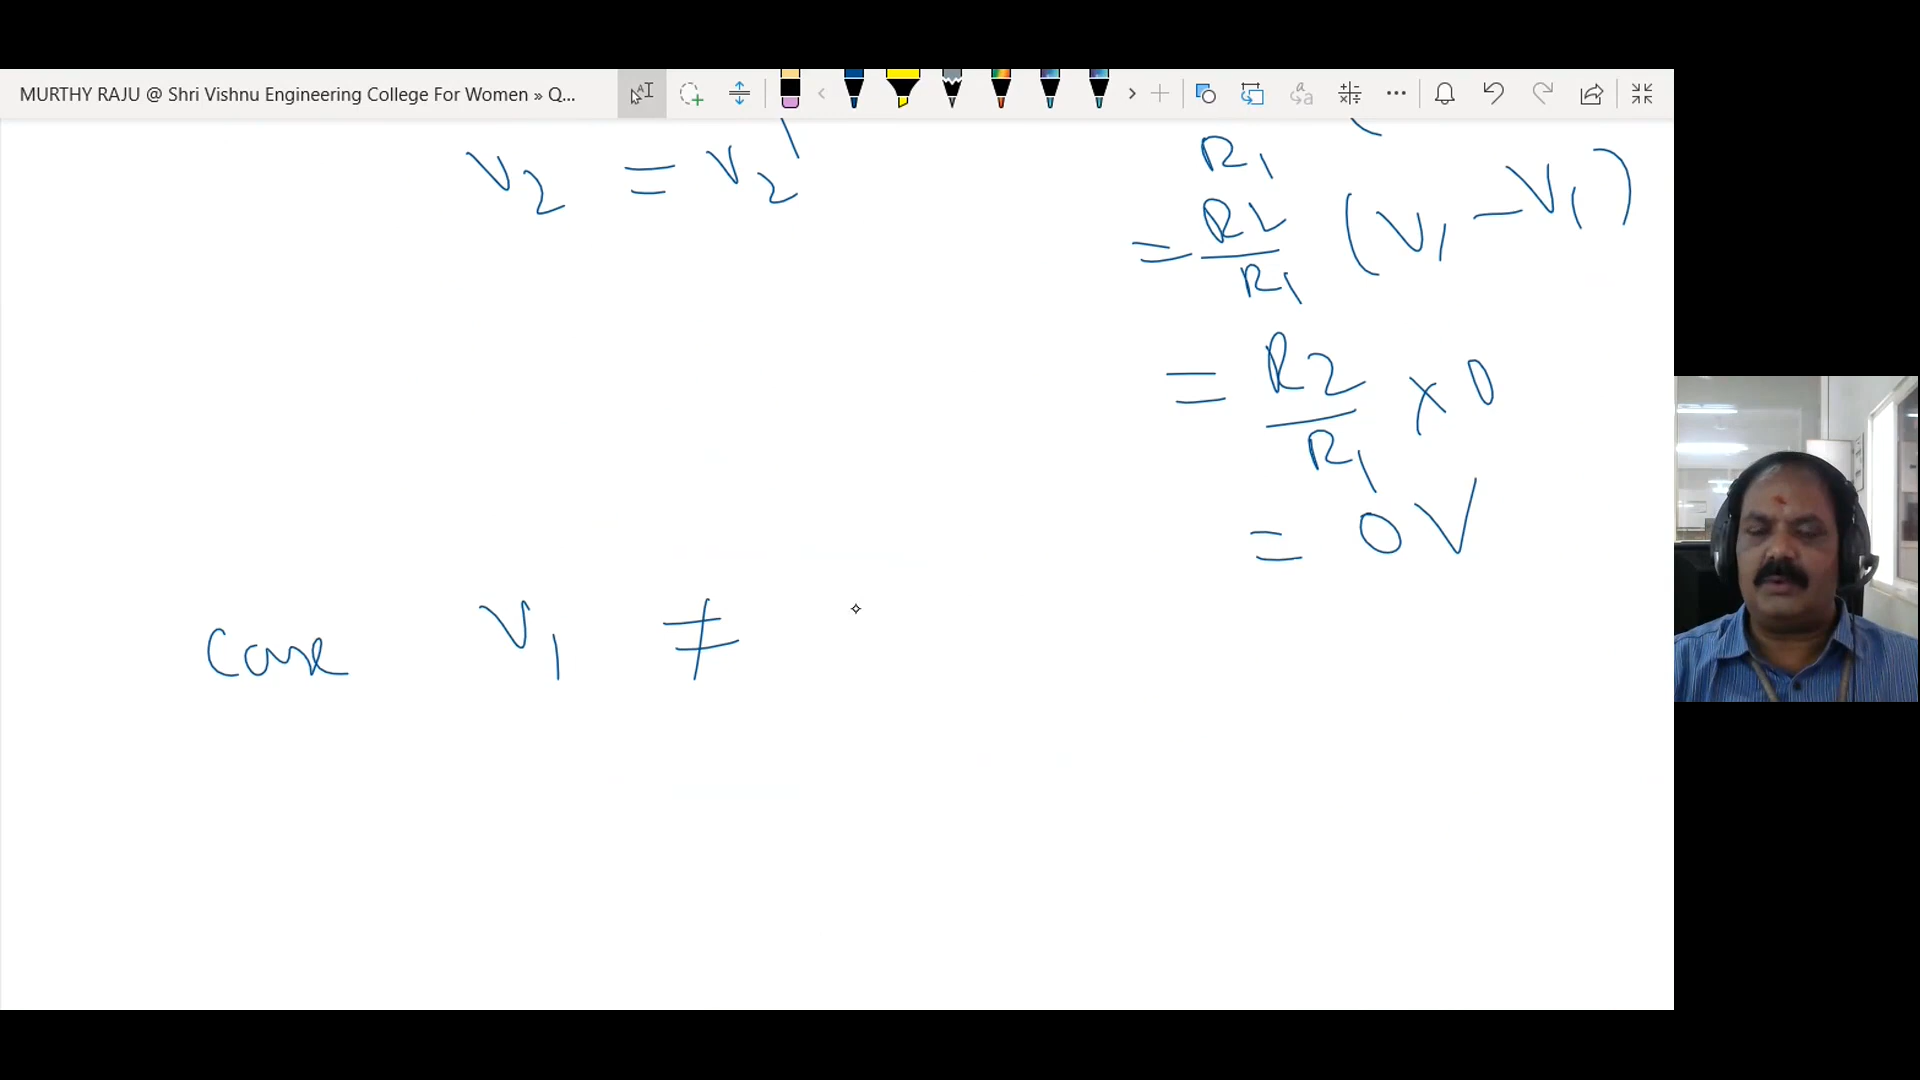 MURTHY RAJU @ Shri Vishnu Engineering College For Women » Q...
V2 = V2'
R1
= R2/R1 (V1 - V1)
= R2/R1 × 0
= 0 V
Case V1 ≠